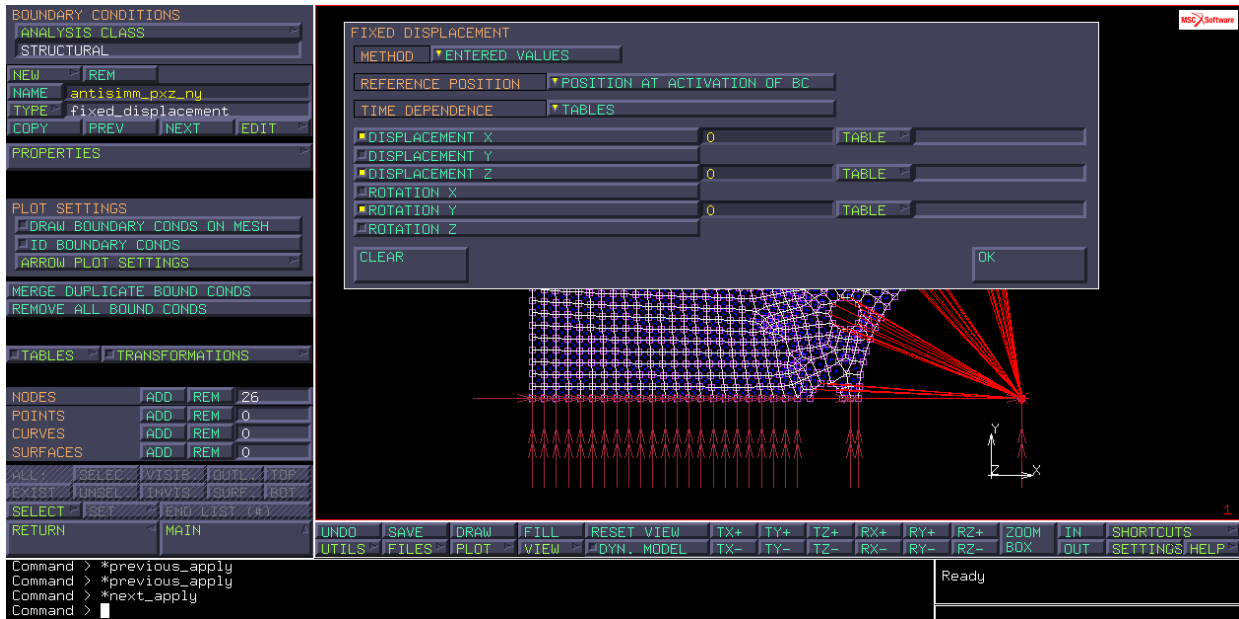 BOUNDARY CONDITIONS
ANALYSIS CLASS
STRUCTURAL
NEW REM
NAME antisimm_pxz_ny
TYPE fixed_displacement
COPY PREV NEXT EDIT
PROPERTIES
PLOT SETTINGS
DRAW BOUNDARY CONDS ON MESH
ID BOUNDARY CONDS
ARROW PLOT SETTINGS
MERGE DUPLICATE BOUND CONDS
REMOVE ALL BOUND CONDS
TABLES TRANSFORMATIONS
NODES ADD REM 26
POINTS ADD REM 0
CURVES ADD REM 0
SURFACES ADD REM 0
ALL: SELEC. VISIB. OUTL. TOP
EXIST. UNSEL. INVIS. SURF. BOT.
SELECT SET END LIST (#)
RETURN MAIN
MSC Software
FIXED DISPLACEMENT
METHOD ENTERED VALUES
REFERENCE POSITION POSITION AT ACTIVATION OF BC
TIME DEPENDENCE TABLES
DISPLACEMENT X 0 TABLE
DISPLACEMENT Y
DISPLACEMENT Z 0 TABLE
ROTATION X
ROTATION Y 0 TABLE
ROTATION Z
CLEAR OK
Y
Z X
1
UNDO SAVE DRAW FILL RESET VIEW TX+ TY+ TZ+ RX+ RY+ RZ+ ZOOM IN SHORTCUTS
UTILS FILES PLOT VIEW DYN. MODEL TX- TY- TZ- RX- RY- RZ- BOX OUT SETTINGS HELP
Command > *previous_apply
Command > *previous_apply
Command > *next_apply
Command >
Ready